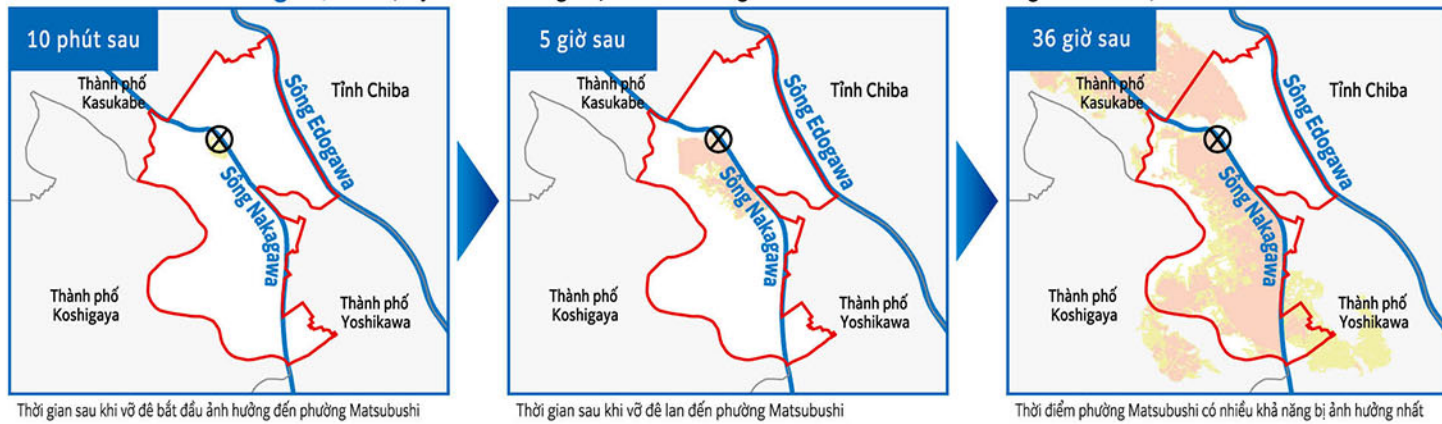 10 phút sau
Thành phố
Kasukabe
Tỉnh Chiba
Sông Edogawa
Sông Nakagawa
Thành phố
Koshigaya
Thành phố
Yoshikawa
Thời gian sau khi vỡ đê bắt đầu ảnh hưởng đến phường Matsubushi
5 giờ sau
Thành phố
Kasukabe
Tỉnh Chiba
Sông Edogawa
Sông Nakagawa
Thành phố
Koshigaya
Thành phố
Yoshikawa
Thời gian sau khi vỡ đê lan đến phường Matsubushi
36 giờ sau
Thành phố
Kasukabe
Tỉnh Chiba
Sông Edogawa
Sông Nakagawa
Thành phố
Koshigaya
Thành phố
Yoshikawa
Thời điểm phường Matsubushi có nhiều khả năng bị ảnh hưởng nhất